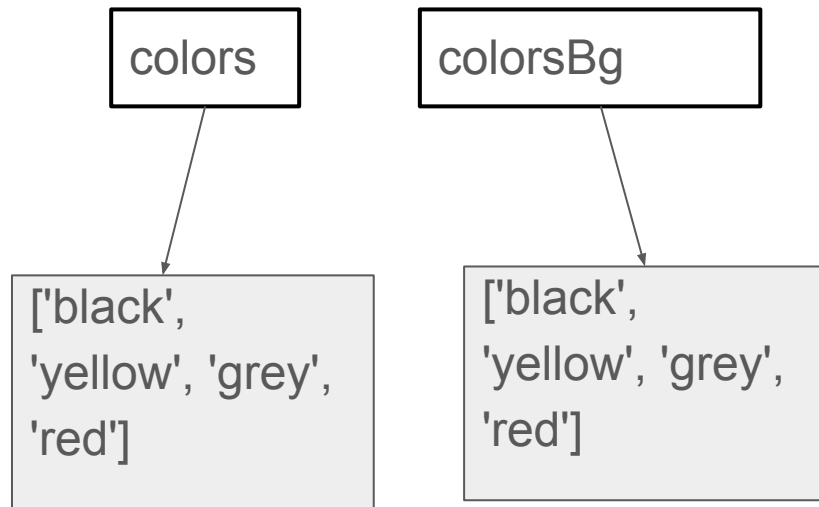 colors
colorsBg
['black',
'yellow', 'grey',
'red']
['black',
'yellow', 'grey',
'red']